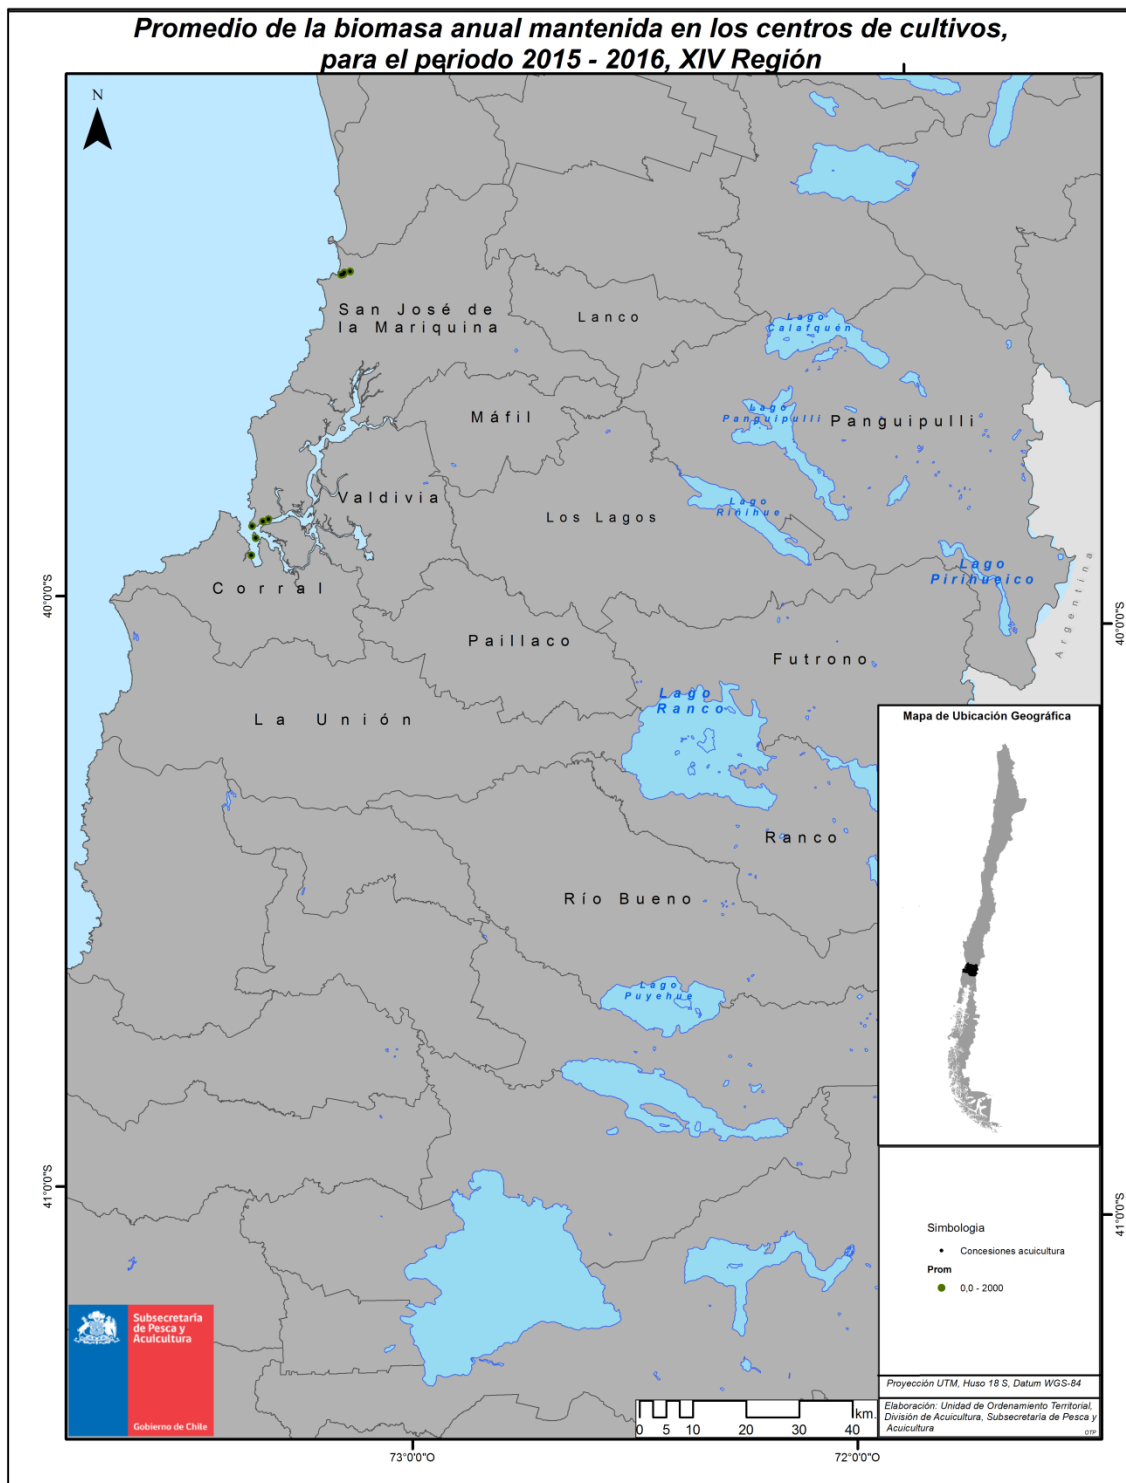 Promedio de la biomasa anual mantenida en los centros de cultivos,
para el periodo 2015 - 2016, XIV Región
N
San José de
la Mariquina
Lanco
Lago
Calafquén
Máfil
Lago
Panguipulli
Panguipulli
Valdivia
Los Lagos
Lago
Riñihue
Corral
Lago
Pirihueico
Argentina
40°0'0"S
40°0'0"S
Paillaco
Futrono
La Unión
Lago
Ranco
Ranco
Río Bueno
Lago
Puyehue
Mapa de Ubicación Geográfica
41°0'0"S
41°0'0"S
Simbologia
Concesiones acuicultura
Prom
0,0 - 2000
Subsecretaría
de Pesca y
Acuicultura
Gobierno de Chile
Proyección UTM, Huso 18 S, Datum WGS-84
Elaboración: Unidad de Ordenamiento Territorial,
División de Acuicultura, Subsecretaría de Pesca y
Acuicultura
OTP
km.
0 5 10 20 30 40
73°0'0"O
72°0'0"O